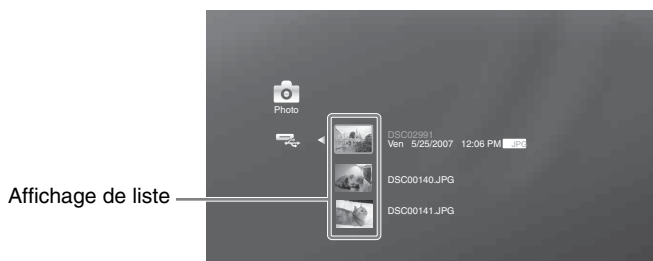 Photo
DSC02991
Ven 5/25/2007 12:06 PM JPG
DSC00140.JPG
Affichage de liste
DSC00141.JPG